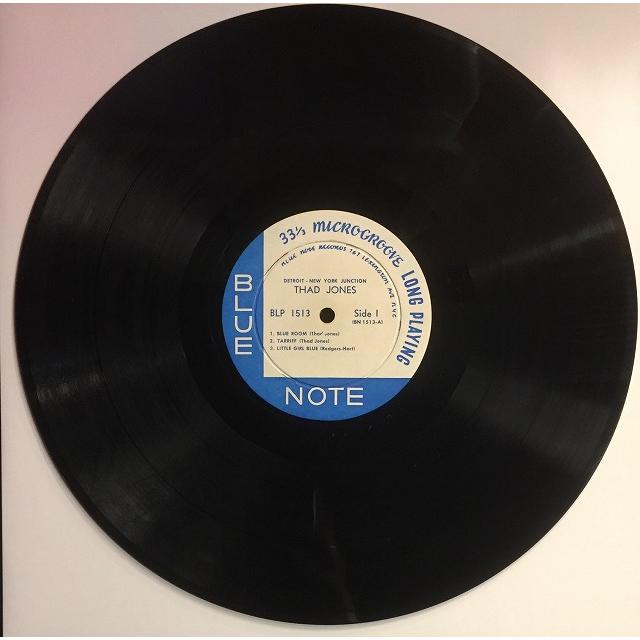 33⅓ MICROGROOVE LONG PLAYING
BLUE NOTE RECORDS 767 LEXINGTON AVE NYC
DETROIT - NEW YORK JUNCTION
THAD JONES
BLP 1513 Side 1
(BN 1513-A)
1. BLUE ROOM (Thad Jones)
2. TARRIFF (Thad Jones)
3. LITTLE GIRL BLUE (Rodgers-Hart)
BLUE
NOTE